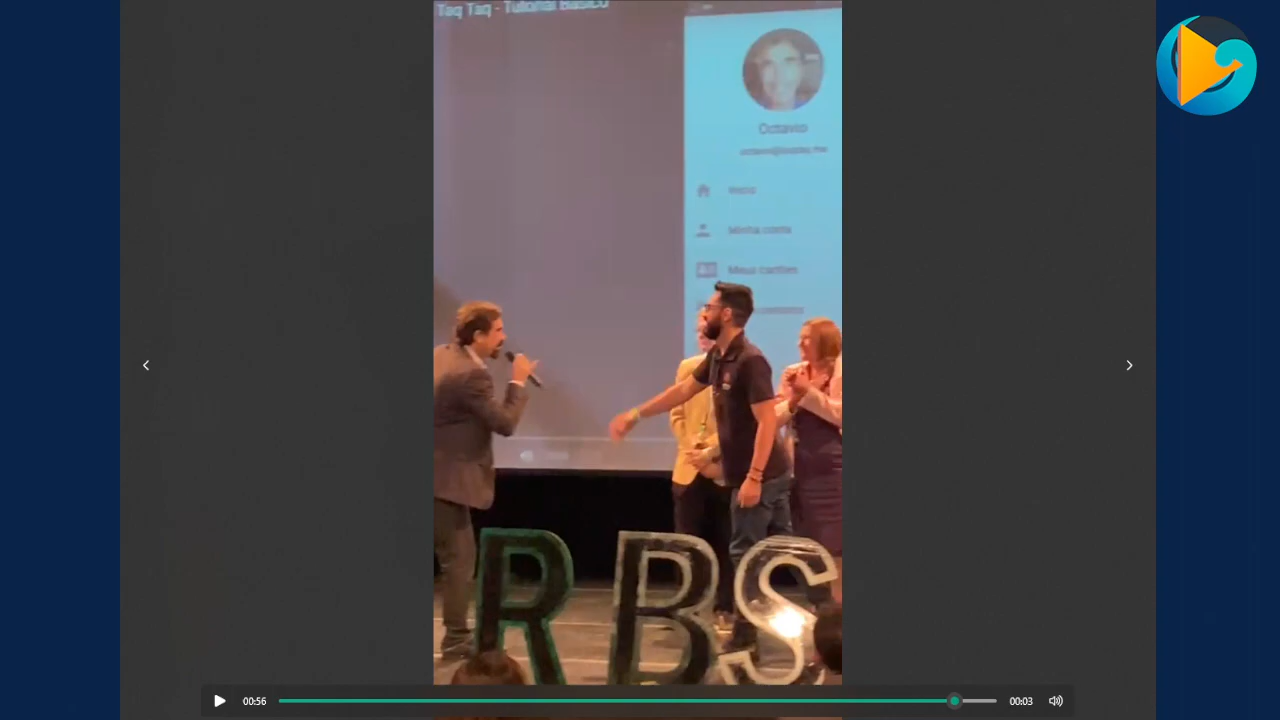 Taq Taq - Tutorial Básico
Octavio
Início
Minha conta
Meus cartões
RBS
00:56
00:03